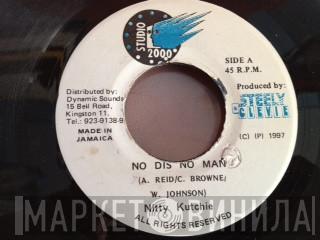 STUDIO
2000
SIDE A
45 R.P.M.
Distributed by:
Dynamic Sounds
15 Bell Road,
Kingston 11,
Tel: 923-9138-9
Produced by:
STEELY
& CLEVIE
MADE IN
JAMAICA
(C) (P) 1997
NO DIS NO MAN
(A. REID/C. BROWNE/
W. JOHNSON)
Nitty Kutchie
ALL RIGHTS RESERVED
МАРКЕТ ВИНИЛА